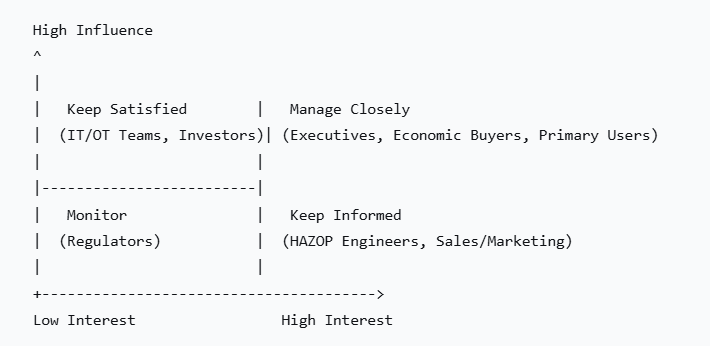 High Influence
^
|
|   Keep Satisfied        |   Manage Closely
|  (IT/OT Teams, Investors)| (Executives, Economic Buyers, Primary Users)
|                         |
|-------------------------|
|   Monitor               |   Keep Informed
|  (Regulators)           |  (HAZOP Engineers, Sales/Marketing)
|                         |
+--------------------------------------->
Low Interest                 High Interest